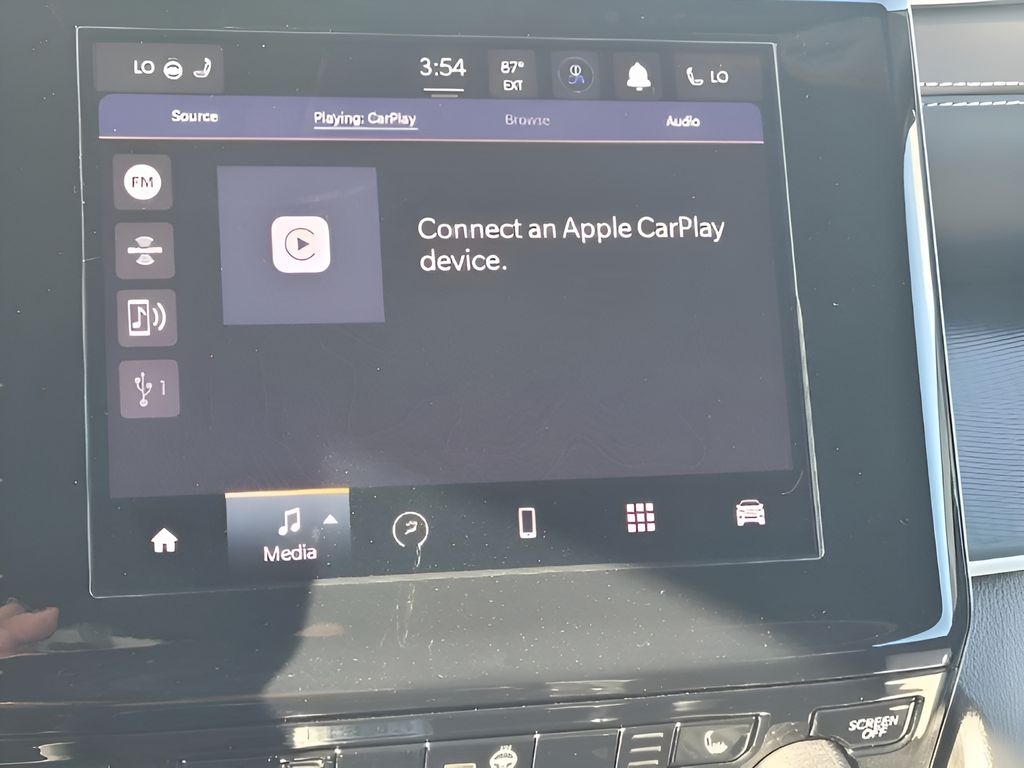 LO
3:54
87°
EXT
LO
Source
Playing: CarPlay
Browse
Audio
FM
Connect an Apple CarPlay
device.
1
Media
SCREEN
OFF